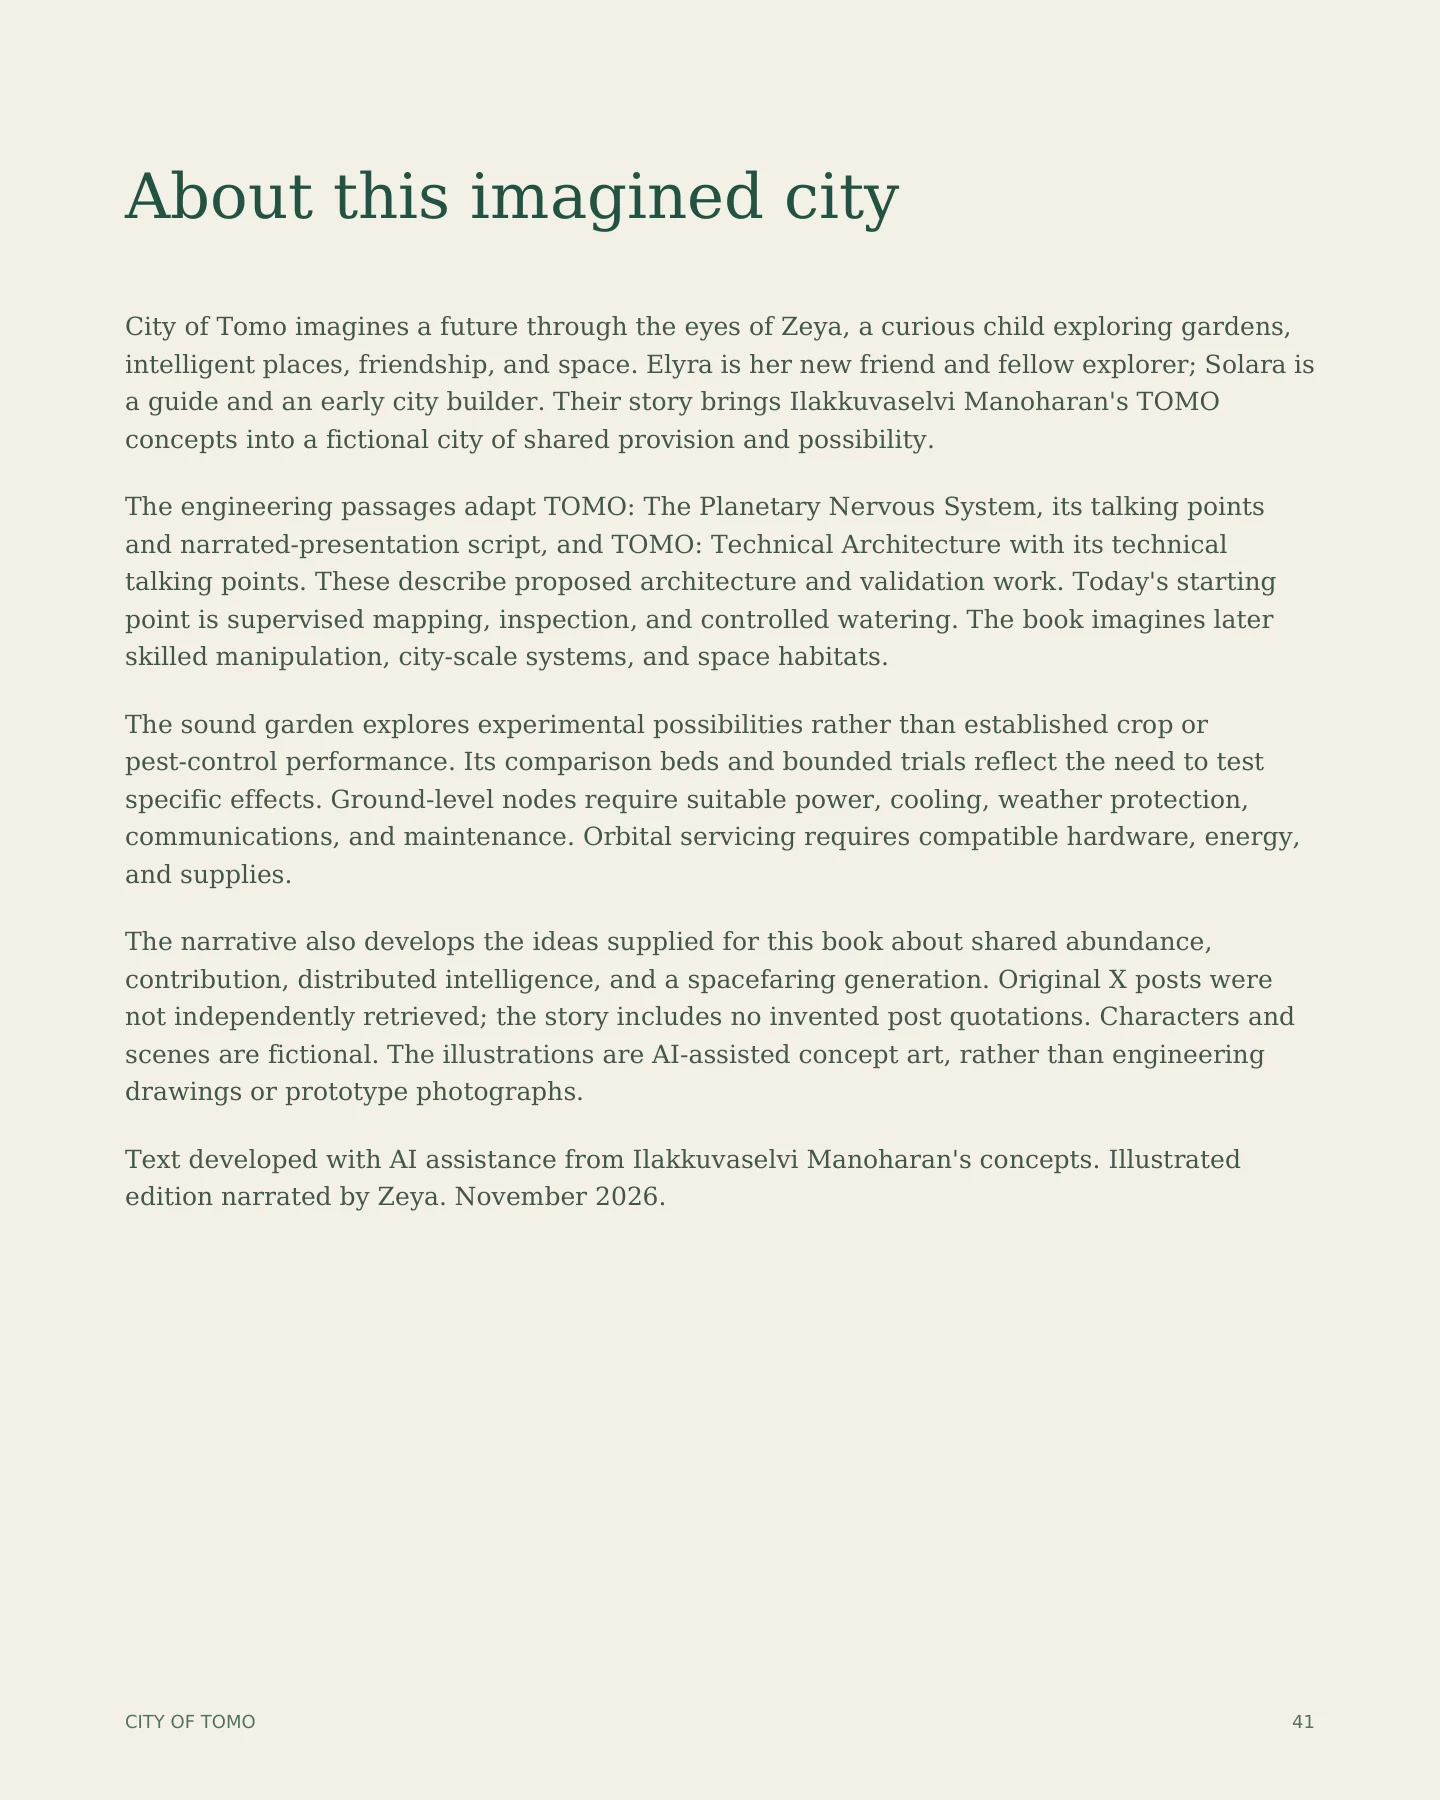 About this imagined city
City of Tomo imagines a future through the eyes of Zeya, a curious child exploring gardens,
intelligent places, friendship, and space. Elyra is her new friend and fellow explorer; Solara is
a guide and an early city builder. Their story brings Ilakkuvaselvi Manoharan's TOMO
concepts into a fictional city of shared provision and possibility.
The engineering passages adapt TOMO: The Planetary Nervous System, its talking points
and narrated-presentation script, and TOMO: Technical Architecture with its technical
talking points. These describe proposed architecture and validation work. Today's starting
point is supervised mapping, inspection, and controlled watering. The book imagines later
skilled manipulation, city-scale systems, and space habitats.
The sound garden explores experimental possibilities rather than established crop or
pest-control performance. Its comparison beds and bounded trials reflect the need to test
specific effects. Ground-level nodes require suitable power, cooling, weather protection,
communications, and maintenance. Orbital servicing requires compatible hardware, energy,
and supplies.
The narrative also develops the ideas supplied for this book about shared abundance,
contribution, distributed intelligence, and a spacefaring generation. Original X posts were
not independently retrieved; the story includes no invented post quotations. Characters and
scenes are fictional. The illustrations are AI-assisted concept art, rather than engineering
drawings or prototype photographs.
Text developed with AI assistance from Ilakkuvaselvi Manoharan's concepts. Illustrated
edition narrated by Zeya. November 2026.
CITY OF TOMO
41